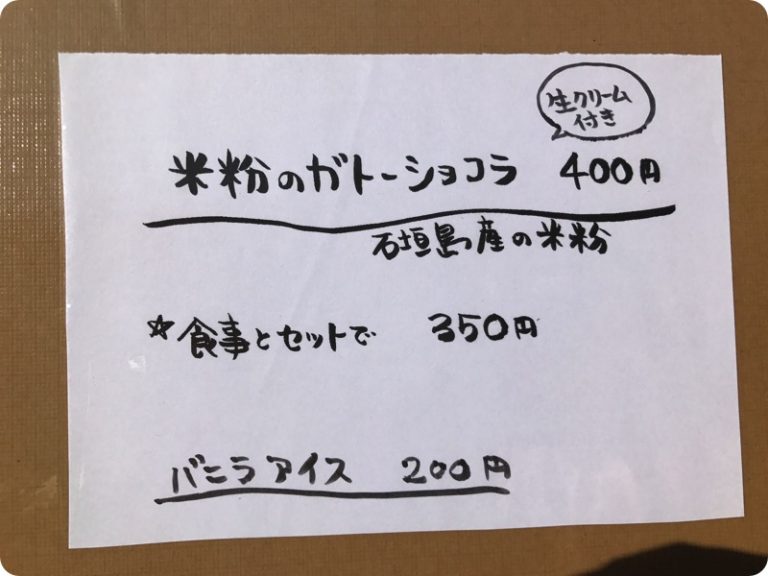 生クリーム
付き
米粉のガトーショコラ 400円
石垣島産の米粉
☆食事とセットで 350円
バニラアイス 200円